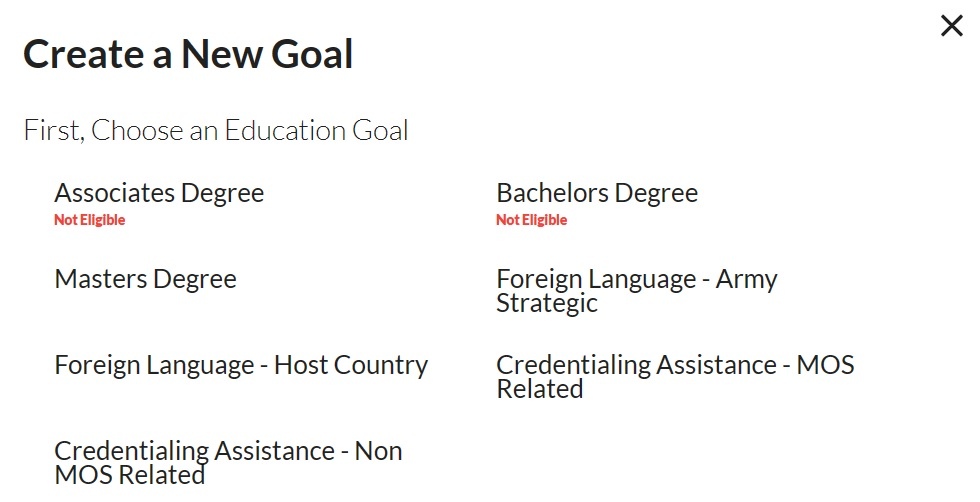 Create a New Goal
First, Choose an Education Goal
Associates Degree
Not Eligible
Bachelors Degree
Not Eligible
Masters Degree
Foreign Language - Army
Strategic
Foreign Language - Host Country
Credentialing Assistance - MOS
Related
Credentialing Assistance - Non
MOS Related